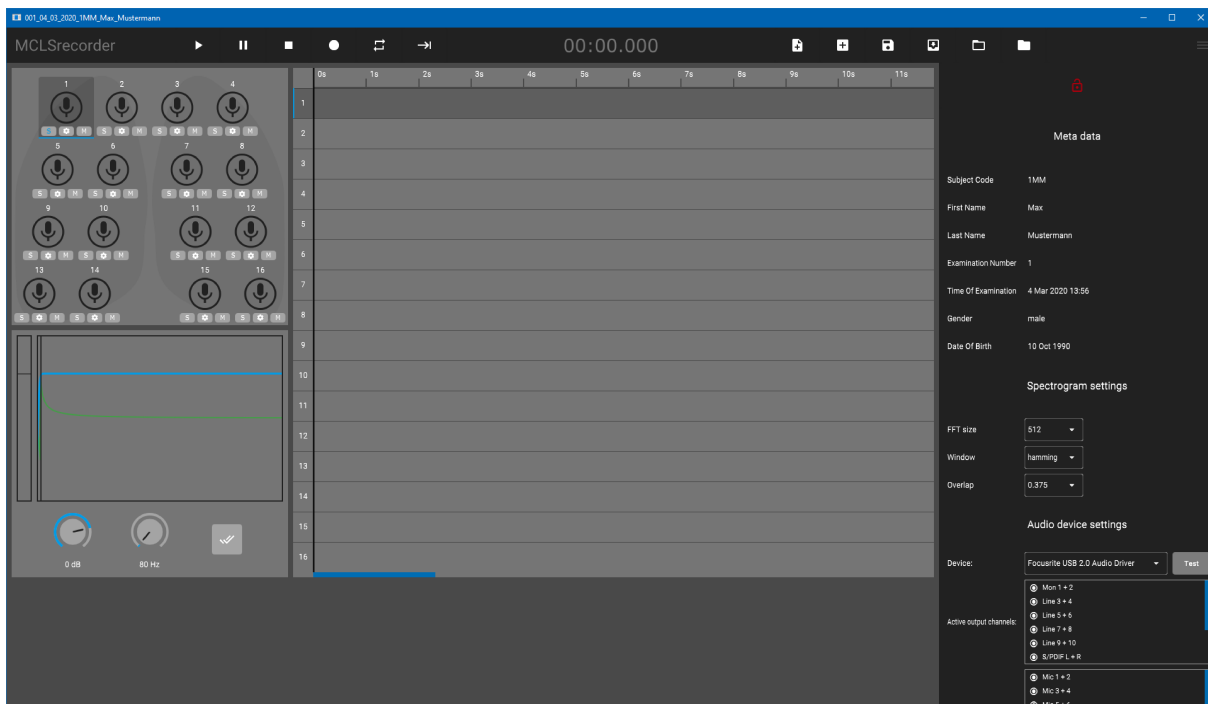 001_04_03_2020_1MM_Max_Mustermann
MCLSrecorder
00:00.000
1 2 3 4
S M S M S M S M
5 6 7 8
S M S M S M S M
9 10 11 12
S M S M S M S M
13 14 15 16
S M S M S M S M
0 dB 80 Hz
0s 1s 2s 3s 4s 5s 6s 7s 8s 9s 10s 11s
1
2
3
4
5
6
7
8
9
10
11
12
13
14
15
16
Meta data
Subject Code 1MM
First Name Max
Last Name Mustermann
Examination Number 1
Time Of Examination 4 Mar 2020 13:56
Gender male
Date Of Birth 10 Oct 1990
Spectrogram settings
FFT size 512
Window hamming
Overlap 0.375
Audio device settings
Device: Focusrite USB 2.0 Audio Driver Test
Active output channels:
Mon 1 + 2
Line 3 + 4
Line 5 + 6
Line 7 + 8
Line 9 + 10
S/PDIF L + R
Mic 1 + 2
Mic 3 + 4
Mic 5 + 6